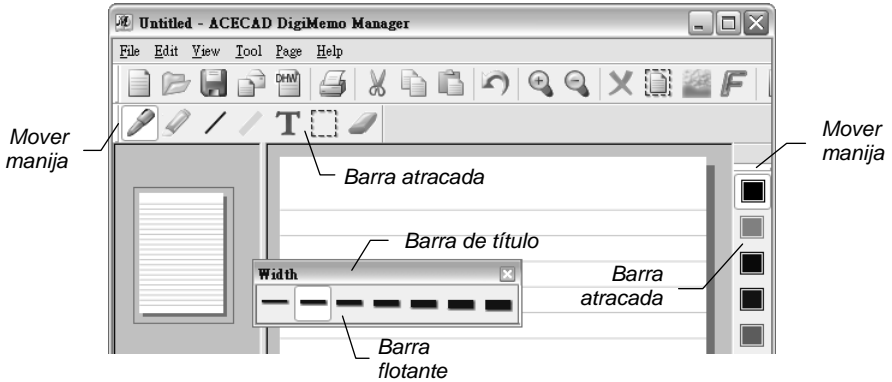 Untitled - ACECAD DigiMemo Manager
File Edit View Tool Page Help
DHW
F
T
Mover
manija
Mover
manija
Barra atracada
Barra de título
Width
Barra
atracada
Barra
flotante